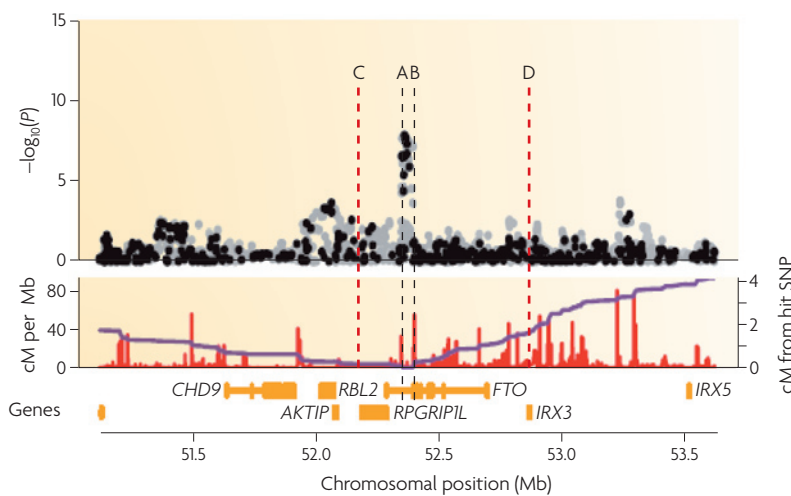 15
C A B D
10
–log₁₀(P)
5
0
80 4
cM per Mb 40 2 cM from hit SNP
0 0
CHD9 RBL2 FTO IRX5
Genes AKTIP RPGRIP1L IRX3
51.5 52.0 52.5 53.0 53.5
Chromosomal position (Mb)